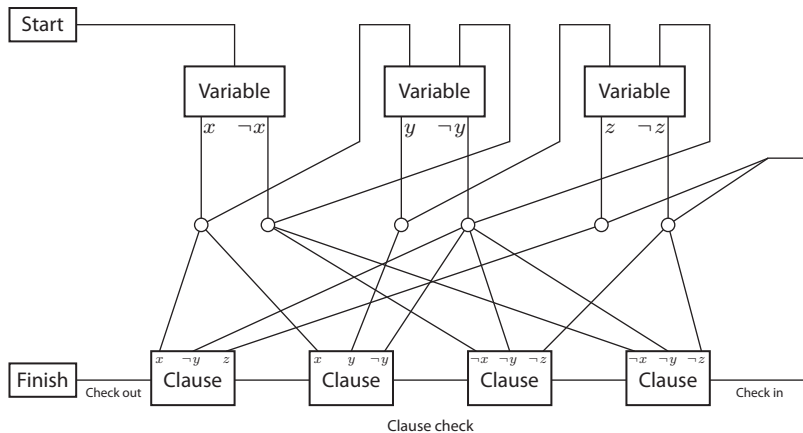 Start
Variable Variable Variable
x ¬x y ¬y z ¬z
x ¬y z x y ¬y ¬x ¬y ¬z ¬x ¬y ¬z
Finish Clause Clause Clause Clause
Check out Check in
Clause check